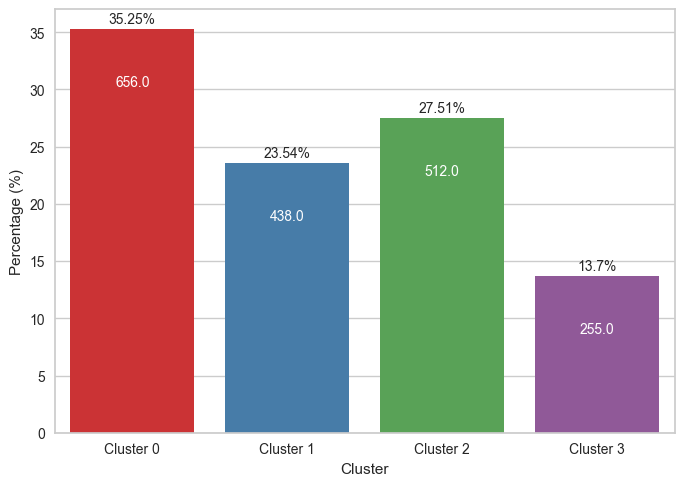 35.25%
656.0
27.51%
512.0
23.54%
438.0
13.7%
255.0
35
30
25
20
15
10
5
0
Percentage (%)
Cluster 0
Cluster 1
Cluster 2
Cluster 3
Cluster